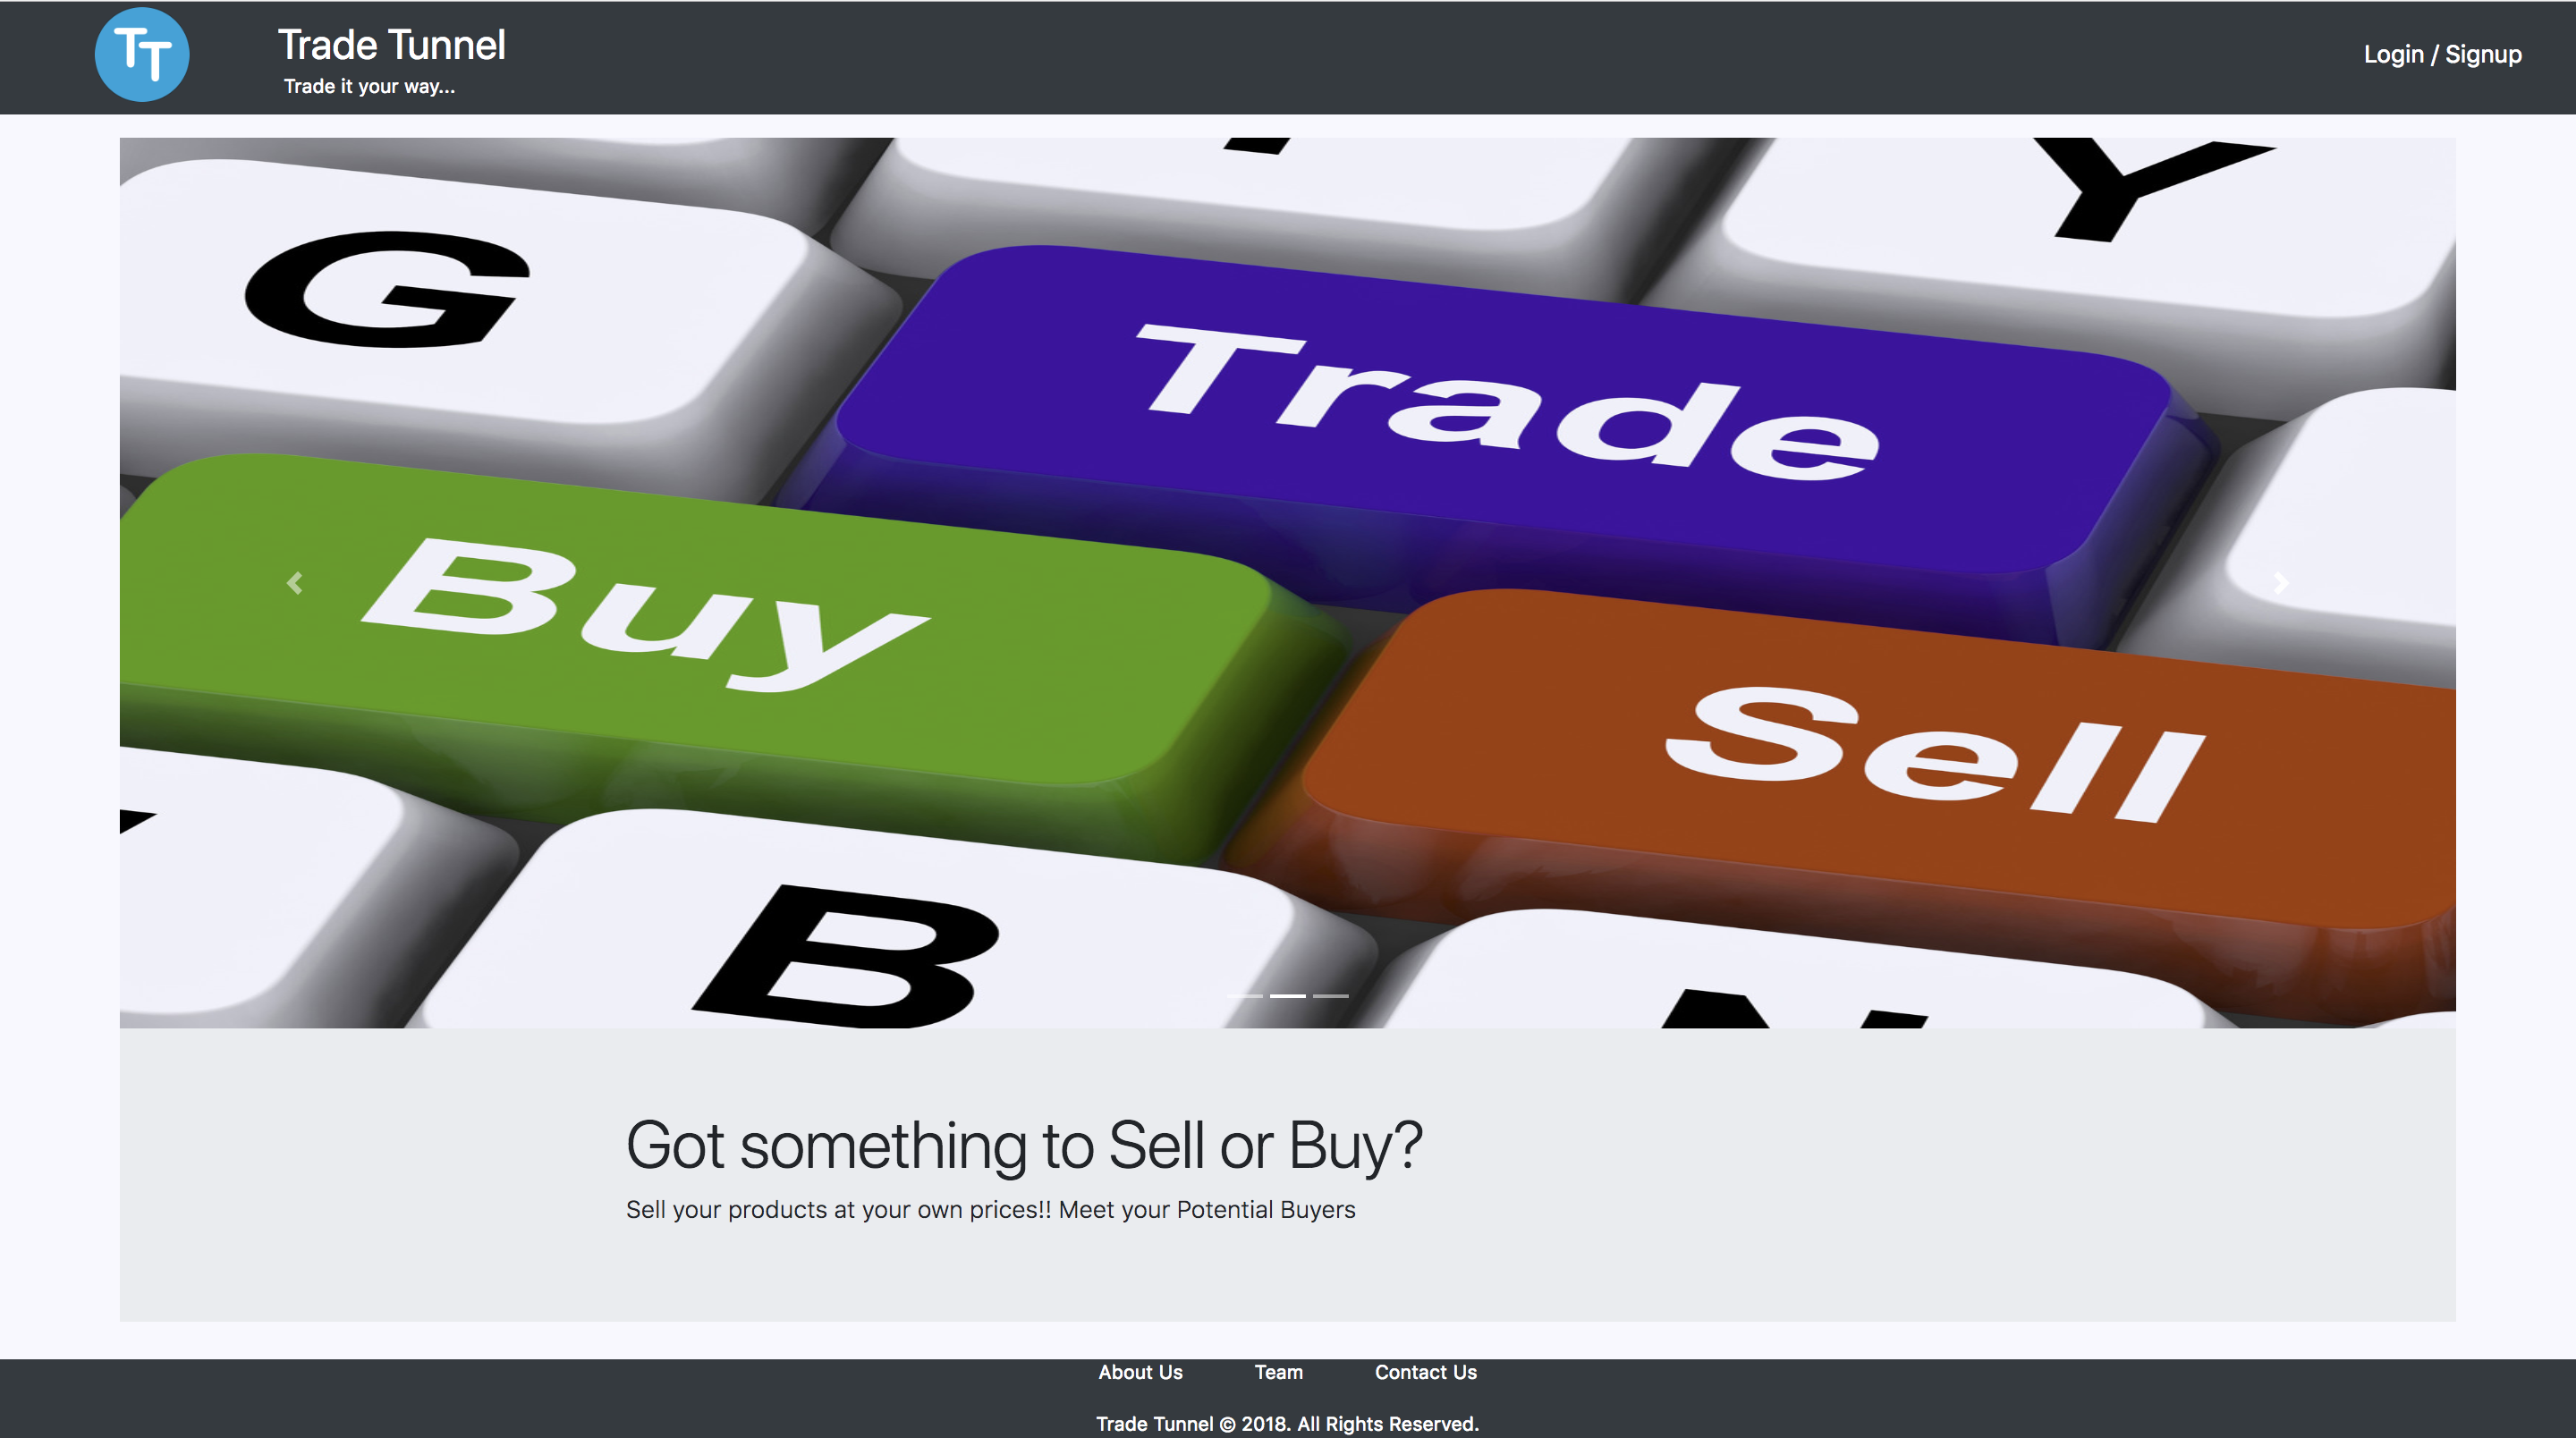 TT
Trade Tunnel
Trade it your way...
Login / Signup
Y
G
Trade
Buy
Sell
B
N
Got something to Sell or Buy?
Sell your products at your own prices!! Meet your Potential Buyers
About Us
Team
Contact Us
Trade Tunnel © 2018. All Rights Reserved.